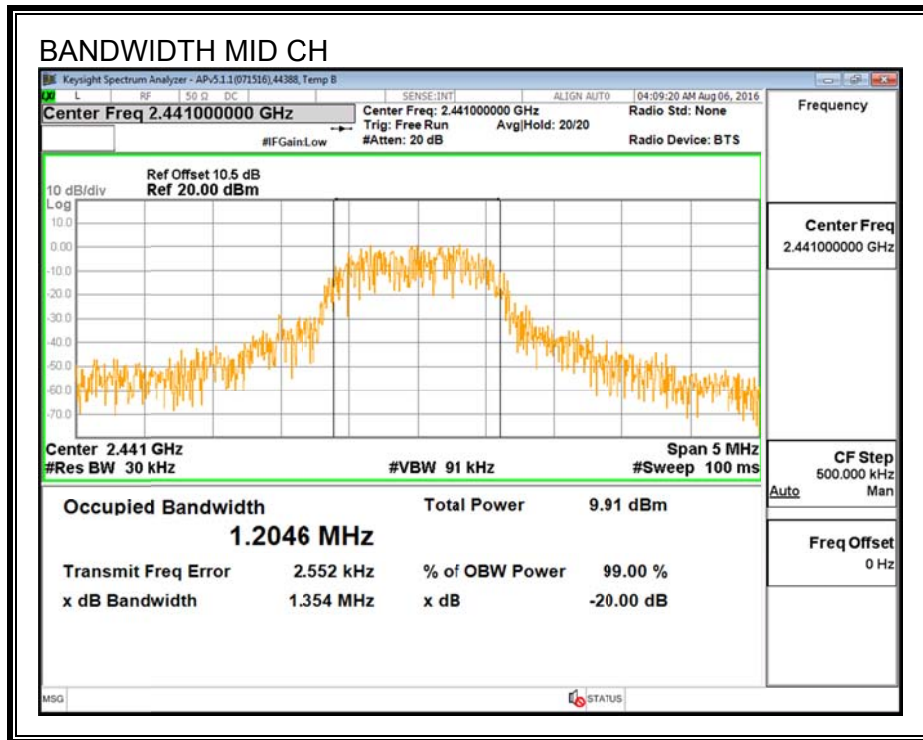 BANDWIDTH MID CH
Keysight Spectrum Analyzer - APv5.1.1(071516),44388, Temp B
L RF 50 Ω DC SENSE:INT ALIGN AUTO 04:09:20 AM Aug 06, 2016
Center Freq 2.441000000 GHz
Center Freq: 2.441000000 GHz
Radio Std: None
Trig: Free Run Avg|Hold: 20/20
#IFGain:Low #Atten: 20 dB Radio Device: BTS
Frequency
Ref Offset 10.5 dB
10 dB/div Ref 20.00 dBm
Log
10.0
0.00
-10.0
-20.0
-30.0
-40.0
-50.0
-60.0
-70.0
Center 2.441 GHz Span 5 MHz
#Res BW 30 kHz #VBW 91 kHz #Sweep 100 ms
Center Freq
2.441000000 GHz
CF Step
500.000 kHz
Auto Man
Freq Offset
0 Hz
Occupied Bandwidth Total Power 9.91 dBm
1.2046 MHz
Transmit Freq Error 2.552 kHz % of OBW Power 99.00 %
x dB Bandwidth 1.354 MHz x dB -20.00 dB
MSG STATUS